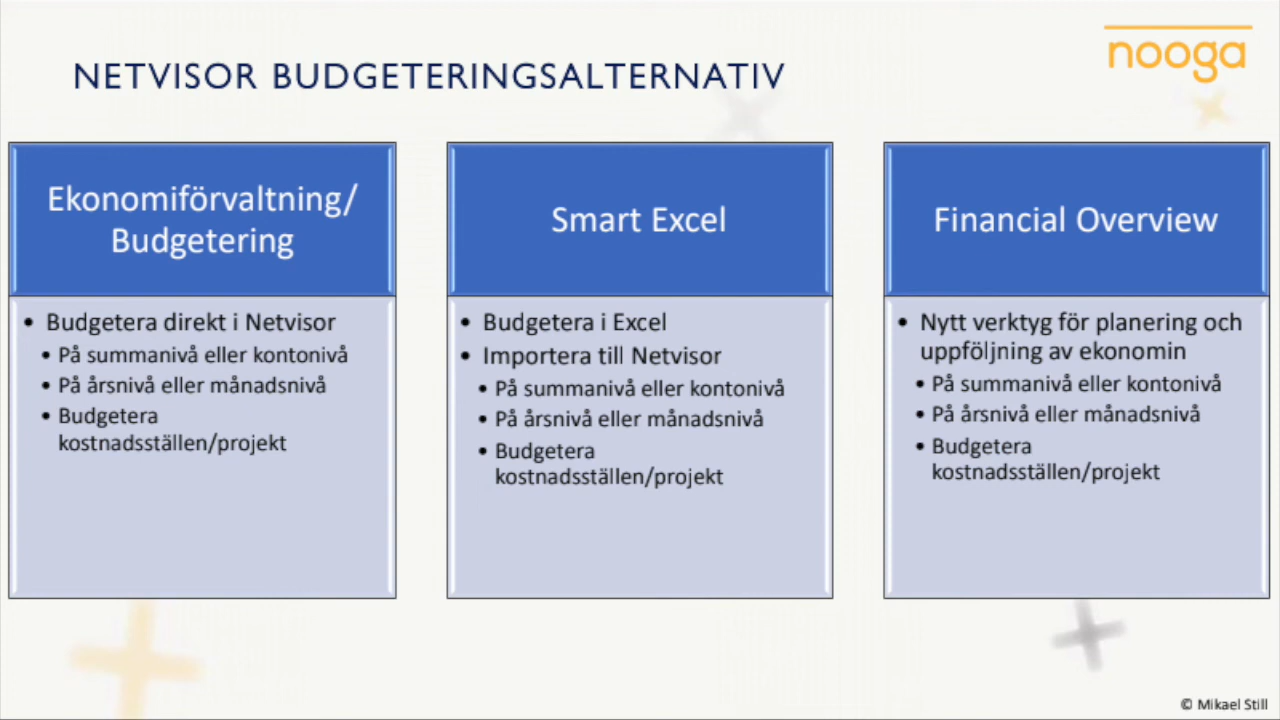 nooga
NETVISOR BUDGETERINGSALTERNATIV
Ekonomiförvaltning/
Budgetering
• Budgetera direkt i Netvisor
• På summanivå eller kontonivå
• På årsnivå eller månadsnivå
• Budgetera
kostnadsställen/projekt
Smart Excel
• Budgetera i Excel
• Importera till Netvisor
• På summanivå eller kontonivå
• På årsnivå eller månadsnivå
• Budgetera
kostnadsställen/projekt
Financial Overview
• Nytt verktyg för planering och
uppföljning av ekonomin
• På summanivå eller kontonivå
• På årsnivå eller månadsnivå
• Budgetera
kostnadsställen/projekt
© Mikael Still